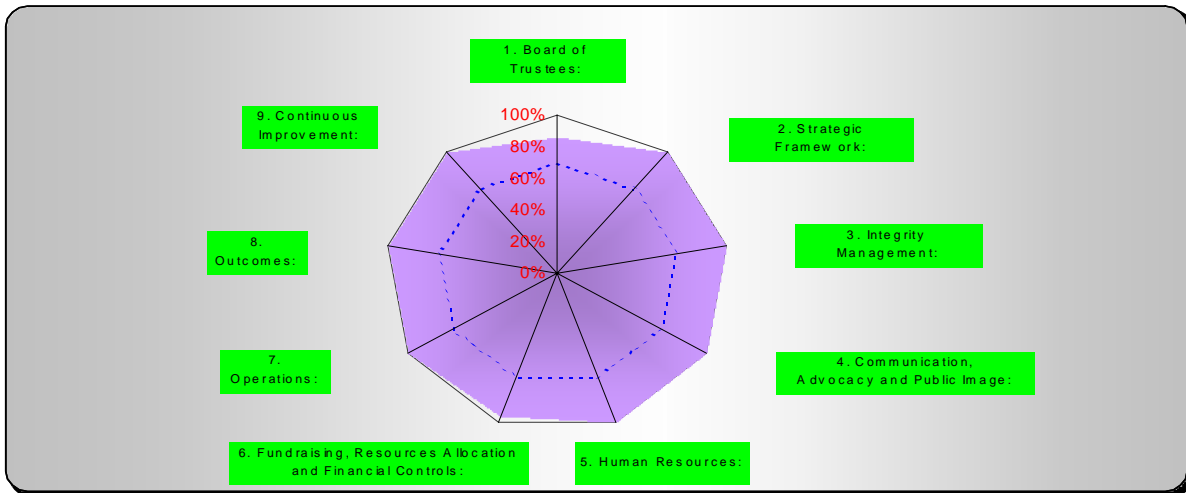 1. Board of
Trustees:
2. Strategic
Framework:
3. Integrity
Management:
4. Communication,
Advocacy and Public Image:
5. Human Resources:
6. Fundraising, Resources Allocation
and Financial Controls:
7.
Operations:
8.
Outcomes:
9. Continuous
Improvement:
100%
80%
60%
40%
20%
0%